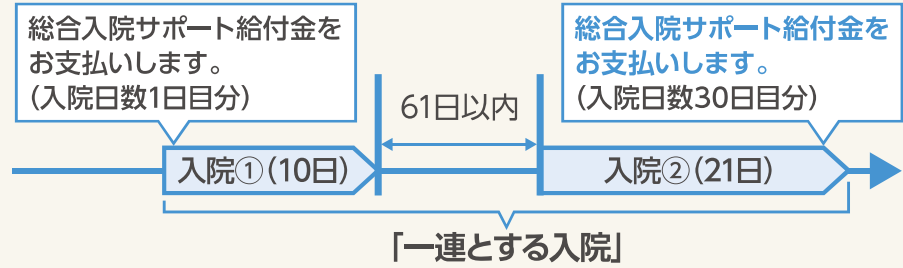 総合入院サポート給付金を
お支払いします。
（入院日数1日目分）
総合入院サポート給付金を
お支払いします。
（入院日数30日目分）
61日以内
入院①（10日）
入院②（21日）
「一連とする入院」